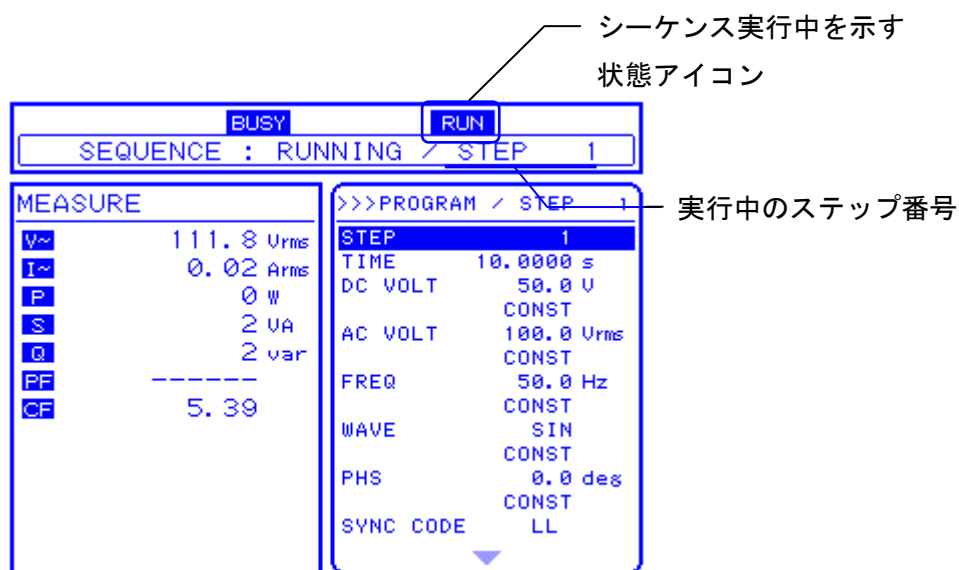 シーケンス実行中を示す
状態アイコン
BUSY RUN
SEQUENCE : RUNNING / STEP 1
実行中のステップ番号
MEASURE
V~ 111.8 Vrms
I~ 0.02 Arms
P 0 W
S 2 VA
Q 2 var
PF ------
CF 5.39
>>>PROGRAM / STEP 1
STEP 1
TIME 10.0000 s
DC VOLT 50.0 V
CONST
AC VOLT 100.0 Vrms
CONST
FREQ 50.0 Hz
CONST
WAVE SIN
CONST
PHS 0.0 deg
CONST
SYNC CODE LL